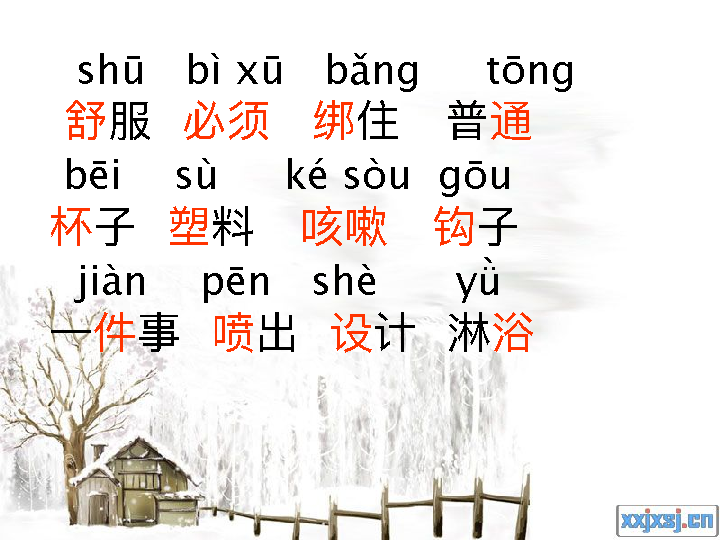 shū bì xū bǎng tōng
舒服 必须 绑住 普通
bēi sù ké sòu gōu
杯子 塑料 咳嗽 钩子
jiàn pēn shè yǜ
一件事 喷出 设计 淋浴
xxjxsj.cn